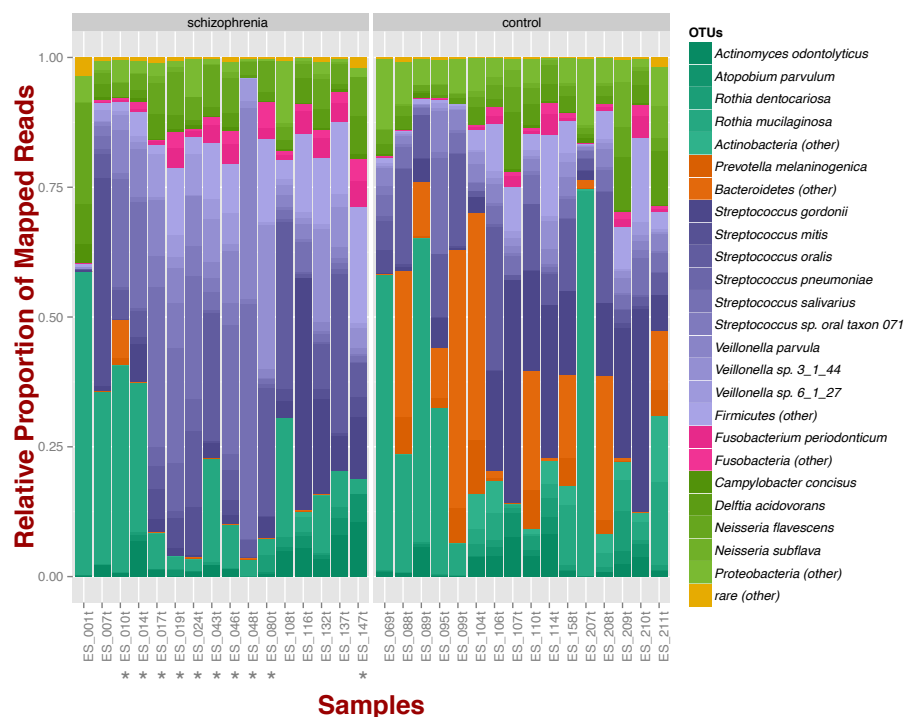 schizophrenia
control
1.00
0.75
0.50
0.25
0.00
Relative Proportion of Mapped Reads
ES_001t
ES_007t
ES_010t
ES_014t
ES_017t
ES_019t
ES_024t
ES_043t
ES_046t
ES_048t
ES_080t
ES_108t
ES_116t
ES_132t
ES_137t
ES_147t
ES_069t
ES_088t
ES_089t
ES_095t
ES_099t
ES_104t
ES_106t
ES_107t
ES_110t
ES_114t
ES_158t
ES_207t
ES_208t
ES_209t
ES_210t
ES_211t
* * * * * * * * * *
Samples
OTUs
Actinomyces odontolyticus
Atopobium parvulum
Rothia dentocariosa
Rothia mucilaginosa
Actinobacteria (other)
Prevotella melaninogenica
Bacteroidetes (other)
Streptococcus gordonii
Streptococcus mitis
Streptococcus oralis
Streptococcus pneumoniae
Streptococcus salivarius
Streptococcus sp. oral taxon 071
Veillonella parvula
Veillonella sp. 3_1_44
Veillonella sp. 6_1_27
Firmicutes (other)
Fusobacterium periodonticum
Fusobacteria (other)
Campylobacter concisus
Delftia acidovorans
Neisseria flavescens
Neisseria subflava
Proteobacteria (other)
rare (other)